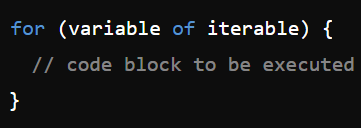 for (variable of iterable) {
  // code block to be executed
}